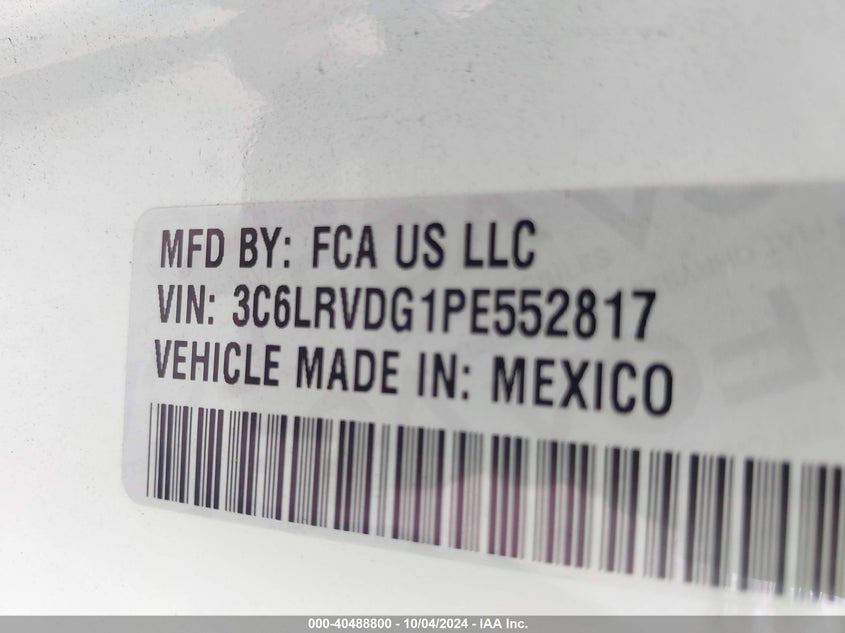 MFD BY: FCA US LLC
VIN: 3C6LRVDG1PE552817
VEHICLE MADE IN: MEXICO
000-40488800 - 10/04/2024 - IAA Inc.